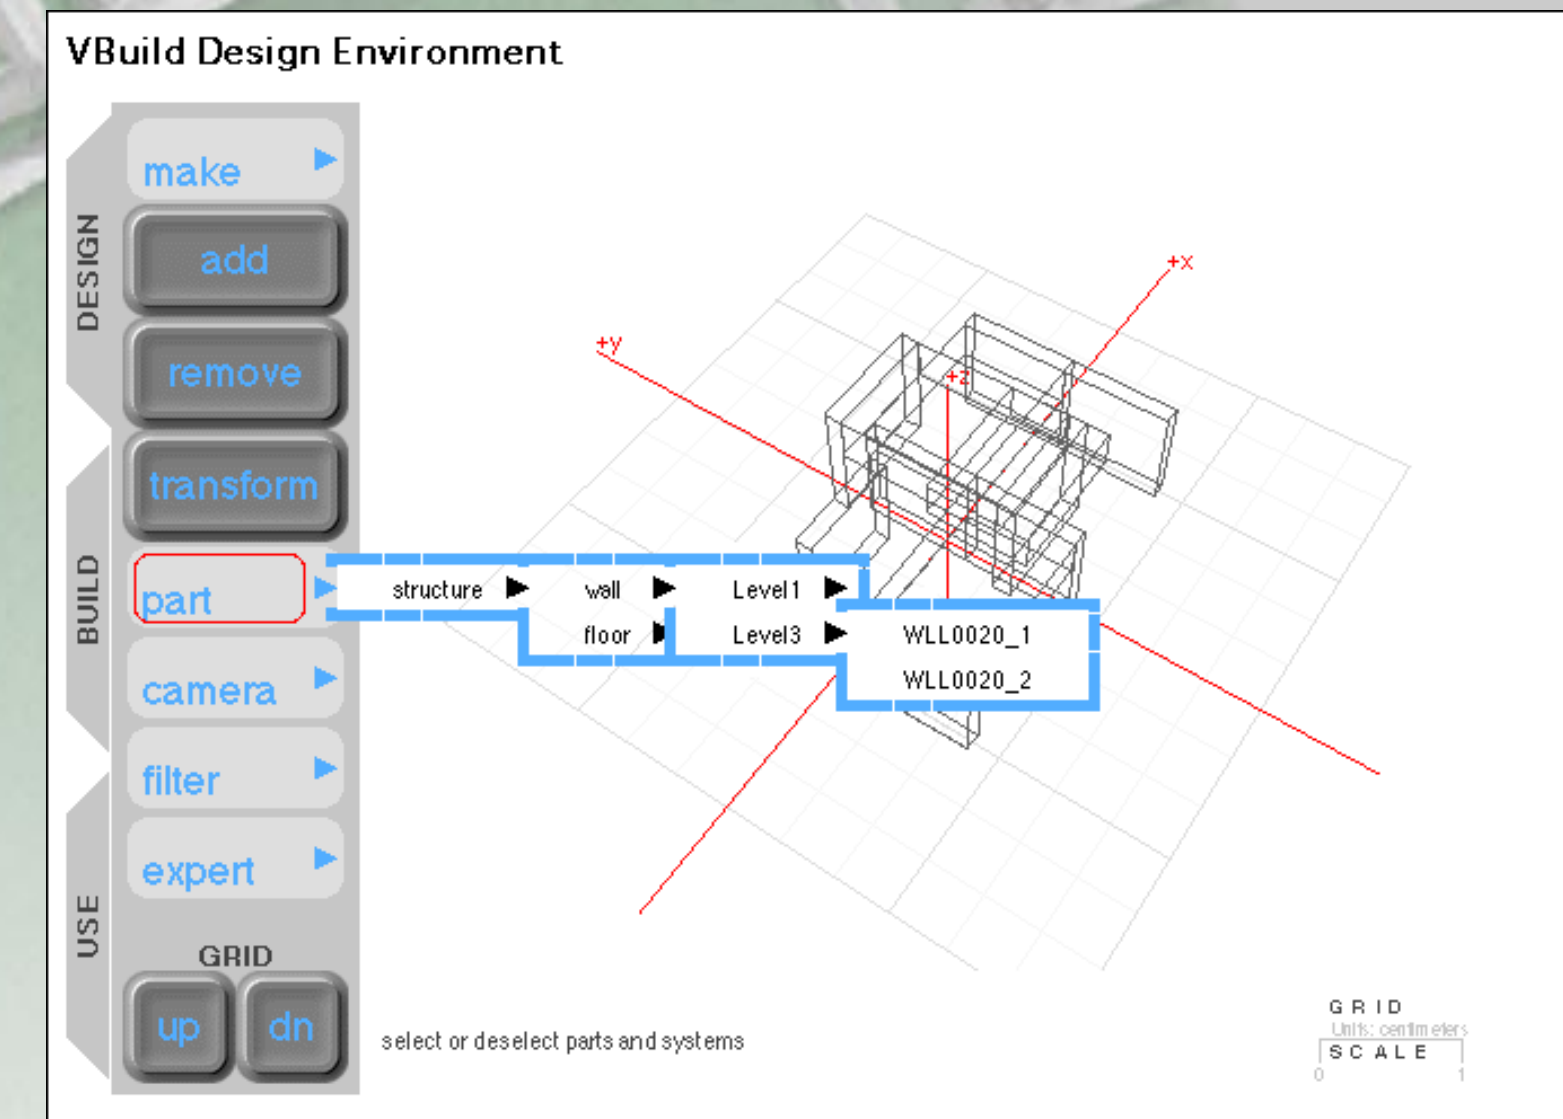 VBuild Design Environment
DESIGN
BUILD
USE
make
add
remove
transform
part
camera
filter
expert
GRID
up
dn
structure
wall
floor
Level1
Level3
WLL0020_1
WLL0020_2
+x
+y
+z
select or deselect parts and systems
GRID
Units: centimeters
SCALE
0 1